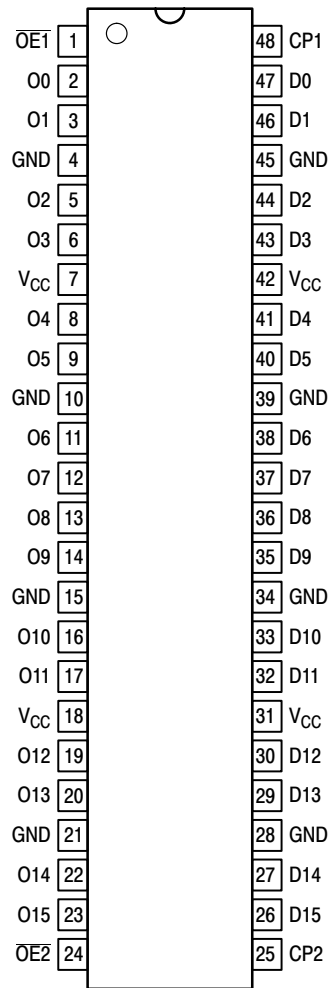 O̅E̅1̅ 1 48 CP1
O0 2 47 D0
O1 3 46 D1
GND 4 45 GND
O2 5 44 D2
O3 6 43 D3
VCC 7 42 VCC
O4 8 41 D4
O5 9 40 D5
GND 10 39 GND
O6 11 38 D6
O7 12 37 D7
O8 13 36 D8
O9 14 35 D9
GND 15 34 GND
O10 16 33 D10
O11 17 32 D11
VCC 18 31 VCC
O12 19 30 D12
O13 20 29 D13
GND 21 28 GND
O14 22 27 D14
O15 23 26 D15
O̅E̅2̅ 24 25 CP2